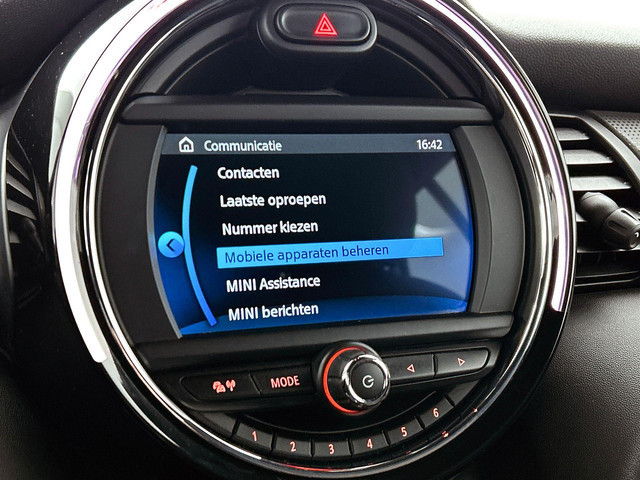 Communicatie 16:42
Contacten
Laatste oproepen
Nummer kiezen
Mobiele apparaten beheren
MINI Assistance
MINI berichten
MODE
1 2 3 4 5 6